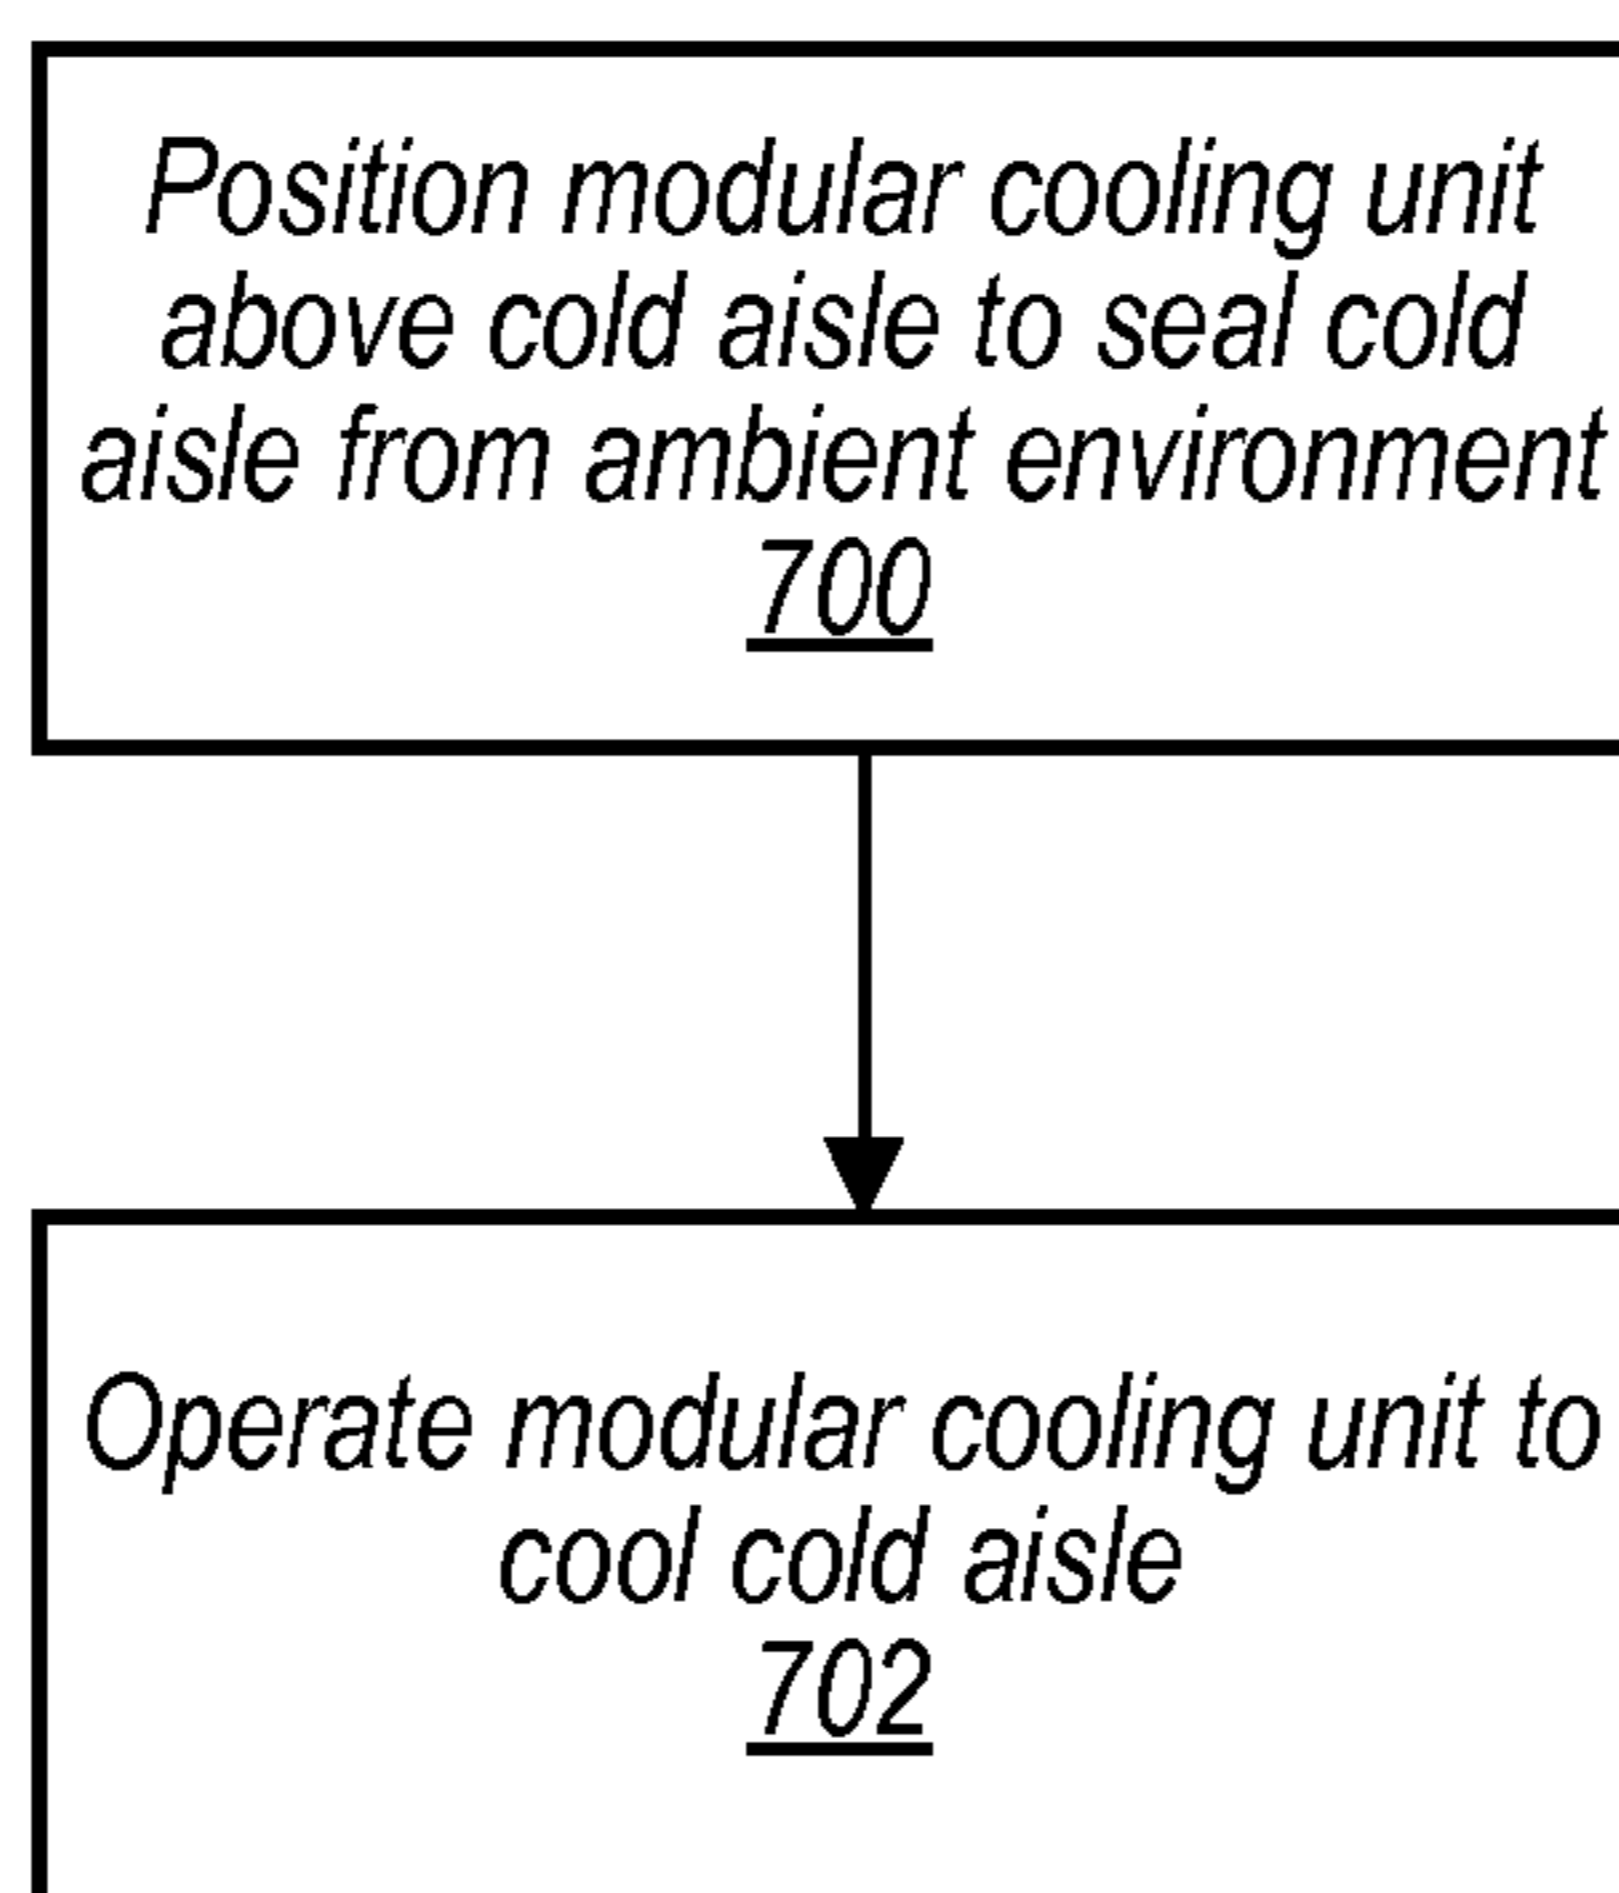 Position modular cooling unit
above cold aisle to seal cold
aisle from ambient environment
700
Operate modular cooling unit to
cool cold aisle
702